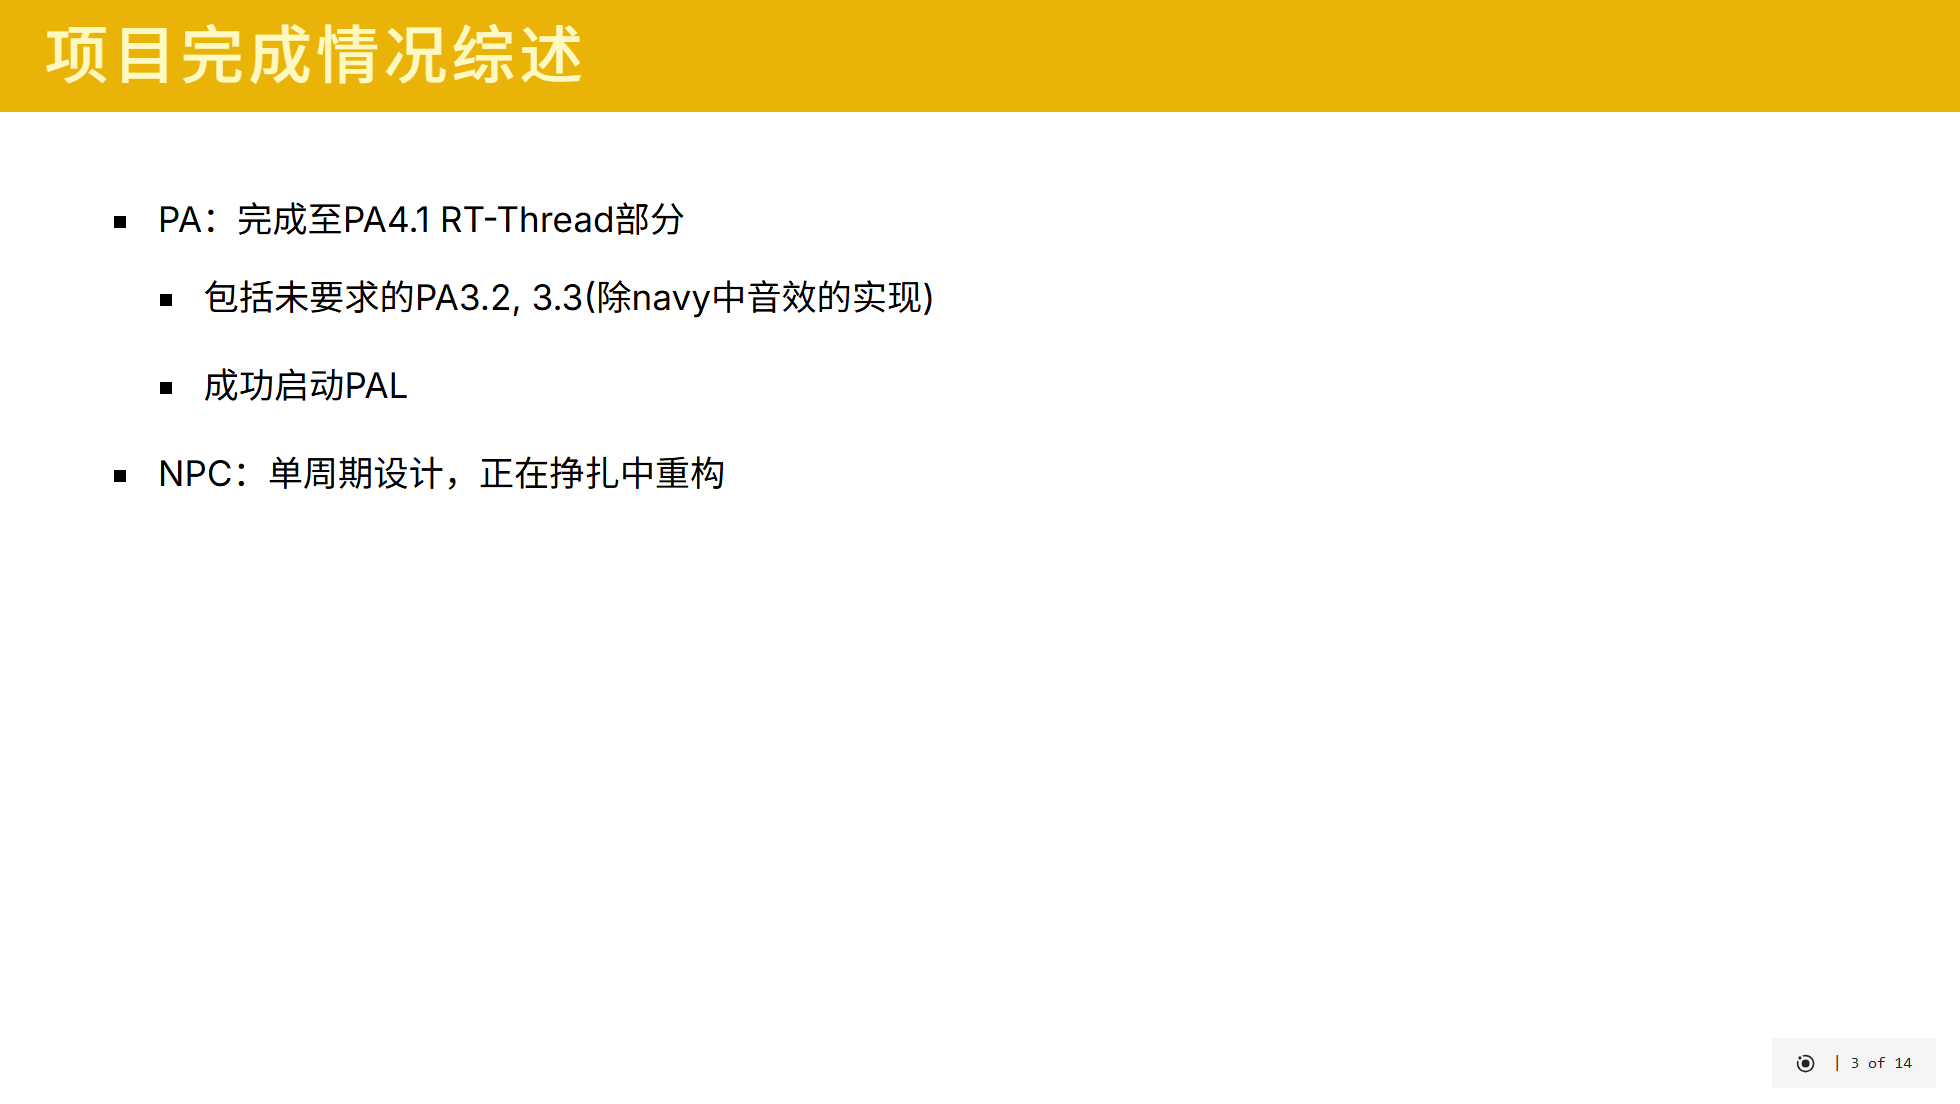 项目完成情况综述
PA：完成至PA4.1 RT-Thread部分
包括未要求的PA3.2, 3.3(除navy中音效的实现)
成功启动PAL
NPC：单周期设计，正在挣扎中重构
| 3 of 14